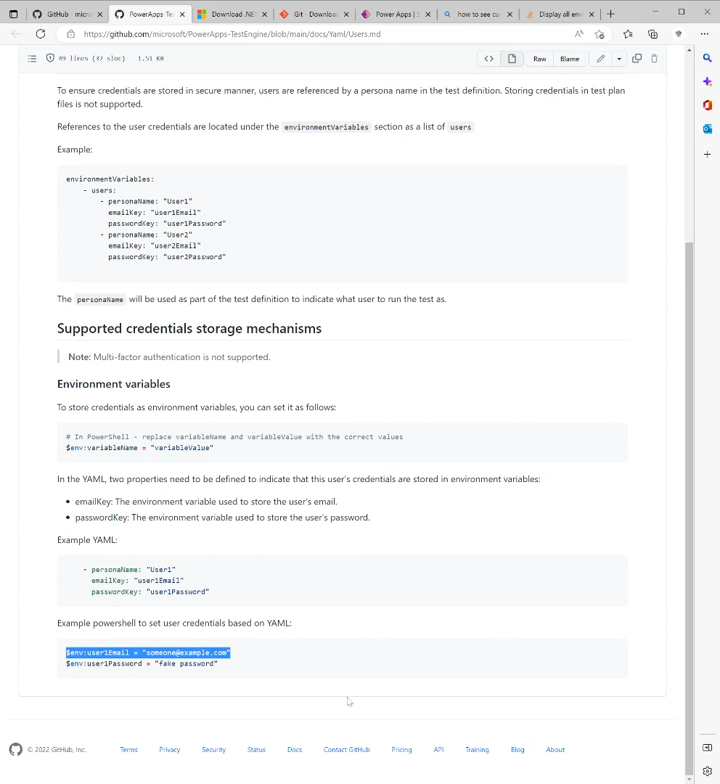 GitHub - micro
PowerApps-Tes
Download .NE
Git - Downloa
Power Apps | S
how to see cu
Display all env
https://github.com/microsoft/PowerApps-TestEngine/blob/main/docs/Yaml/Users.md
49 lines (37 sloc) 1.51 KB
Raw
Blame
To ensure credentials are stored in secure manner, users are referenced by a persona name in the test definition. Storing credentials in test plan
files is not supported.
References to the user credentials are located under the environmentVariables section as a list of users
Example:
environmentVariables:
- users:
- personaName: "User1"
emailKey: "user1Email"
passwordKey: "user1Password"
- personaName: "User2"
emailKey: "user2Email"
passwordKey: "user2Password"
The personaName will be used as part of the test definition to indicate what user to run the test as.
Supported credentials storage mechanisms
Note: Multi-factor authentication is not supported.
Environment variables
To store credentials as environment variables, you can set it as follows:
# In PowerShell - replace variableName and variableValue with the correct values
$env:variableName = "variableValue"
In the YAML, two properties need to be defined to indicate that this user's credentials are stored in environment variables:
• emailKey: The environment variable used to store the user's email.
• passwordKey: The environment variable used to store the user's password.
Example YAML:
- personaName: "User1"
emailKey: "user1Email"
passwordKey: "user1Password"
Example powershell to set user credentials based on YAML:
$env:user1Email = "someone@example.com"
$env:user1Password = "fake password"
© 2022 GitHub, Inc.
Terms
Privacy
Security
Status
Docs
Contact GitHub
Pricing
API
Training
Blog
About